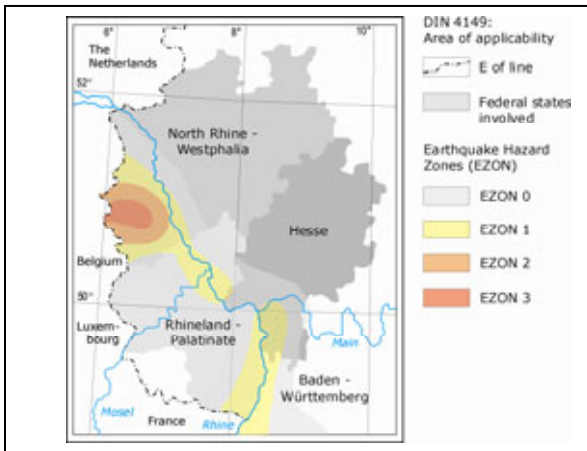 6°
8°
10°
The
Netherlands
52°
North Rhine -
Westphalia
Hesse
Belgium
50°
Luxem-
bourg
Rhineland -
Palatinate
Main
Baden -
Württemberg
Mosel
France
Rhine
DIN 4149:
Area of applicability
E of line
Federal states
involved
Earthquake Hazard
Zones (EZON)
EZON 0
EZON 1
EZON 2
EZON 3